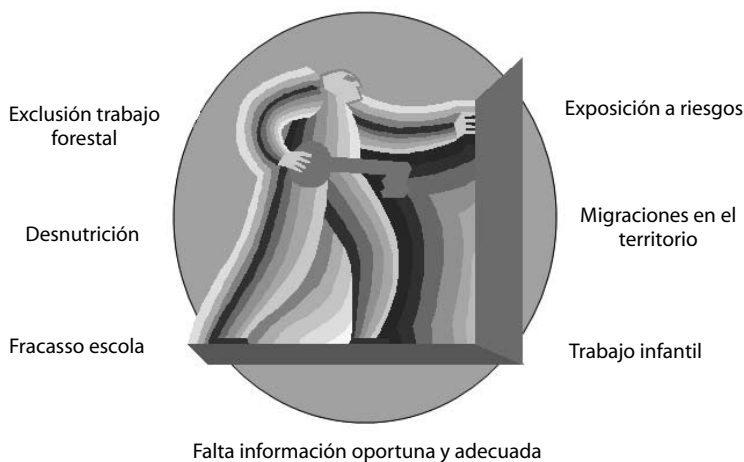 Exclusión trabajo
forestal
Exposición a riesgos
Desnutrición
Migraciones en el
territorio
Fracasso escola
Trabajo infantil
Falta información oportuna y adecuada